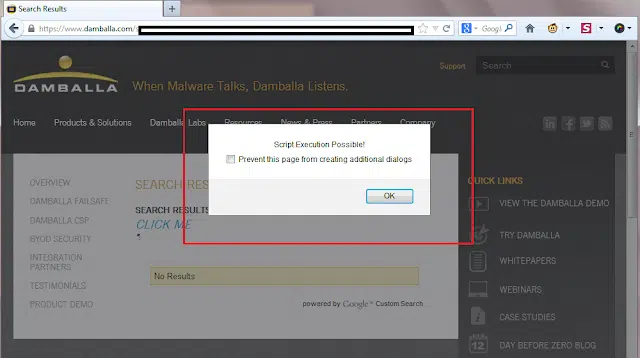 Search Results
https://www.damballa.com/s
Google
Support
Search
DAMBALLA
When Malware Talks, Damballa Listens.
Home Products & Solutions Damballa Labs Resources News & Press Partners Company
Script Execution Possible!
Prevent this page from creating additional dialogs
OK
OVERVIEW
DAMBALLA FAILSAFE
DAMBALLA CSP
BYOD SECURITY
INTEGRATION
PARTNERS
TESTIMONIALS
PRODUCT DEMO
SEARCH RES
SEARCH RESULTS
CLICK ME
No Results
powered by Google™ Custom Search
QUICK LINKS
VIEW THE DAMBALLA DEMO
TRY DAMBALLA
WHITEPAPERS
WEBINARS
CASE STUDIES
DAY BEFORE ZERO BLOG